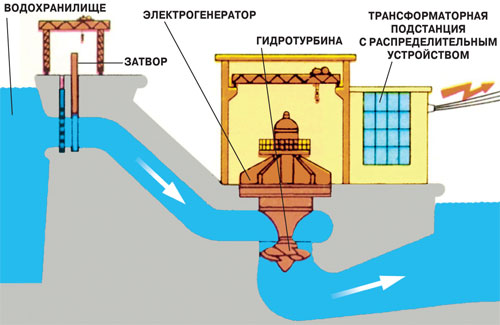 ВОДОХРАНИЛИЩЕ
ЗАТВОР
ЭЛЕКТРОГЕНЕРАТОР
ГИДРОТУРБИНА
ТРАНСФОРМАТОРНАЯ
ПОДСТАНЦИЯ
С РАСПРЕДЕЛИТЕЛЬНЫМ
УСТРОЙСТВОМ